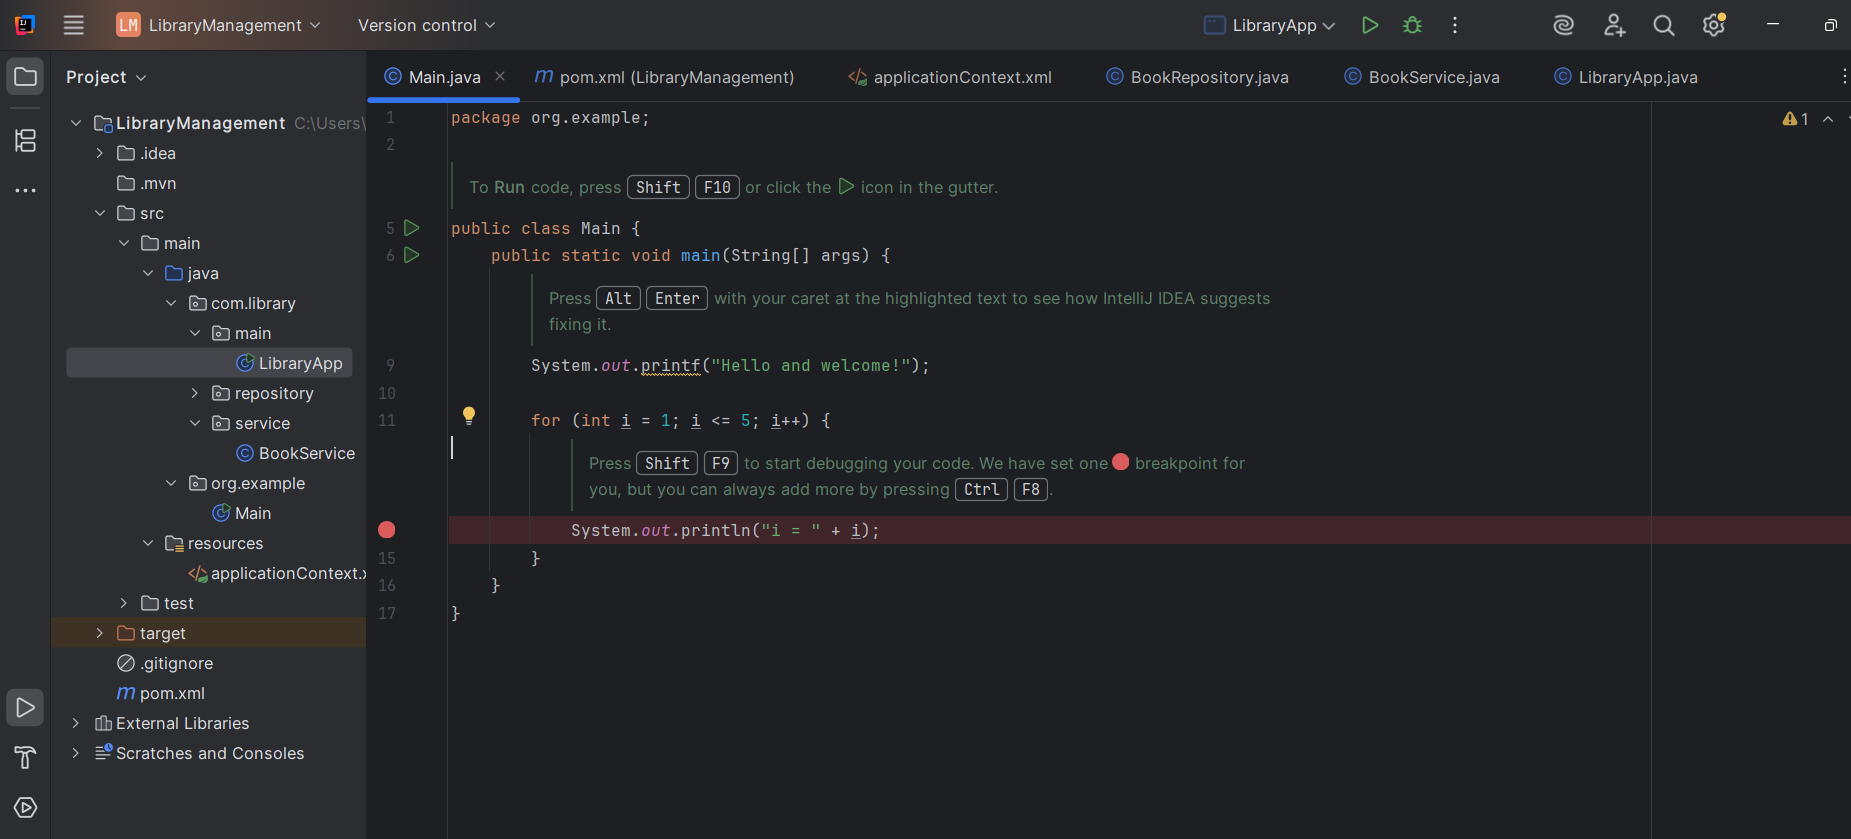 LM LibraryManagement Version control LibraryApp
Project
Main.java pom.xml (LibraryManagement) applicationContext.xml BookRepository.java BookService.java LibraryApp.java
LibraryManagement C:\Users\
.idea
.mvn
src
main
java
com.library
main
LibraryApp
repository
service
BookService
org.example
Main
resources
applicationContext.x
test
target
.gitignore
pom.xml
External Libraries
Scratches and Consoles
1 package org.example;
2
To Run code, press Shift F10 or click the icon in the gutter.
5 public class Main {
6 public static void main(String[] args) {
Press Alt Enter with your caret at the highlighted text to see how IntelliJ IDEA suggests
fixing it.
9 System.out.printf("Hello and welcome!");
10
11 for (int i = 1; i <= 5; i++) {
Press Shift F9 to start debugging your code. We have set one breakpoint for
you, but you can always add more by pressing Ctrl F8.
System.out.println("i = " + i);
15 }
16 }
17 }
1